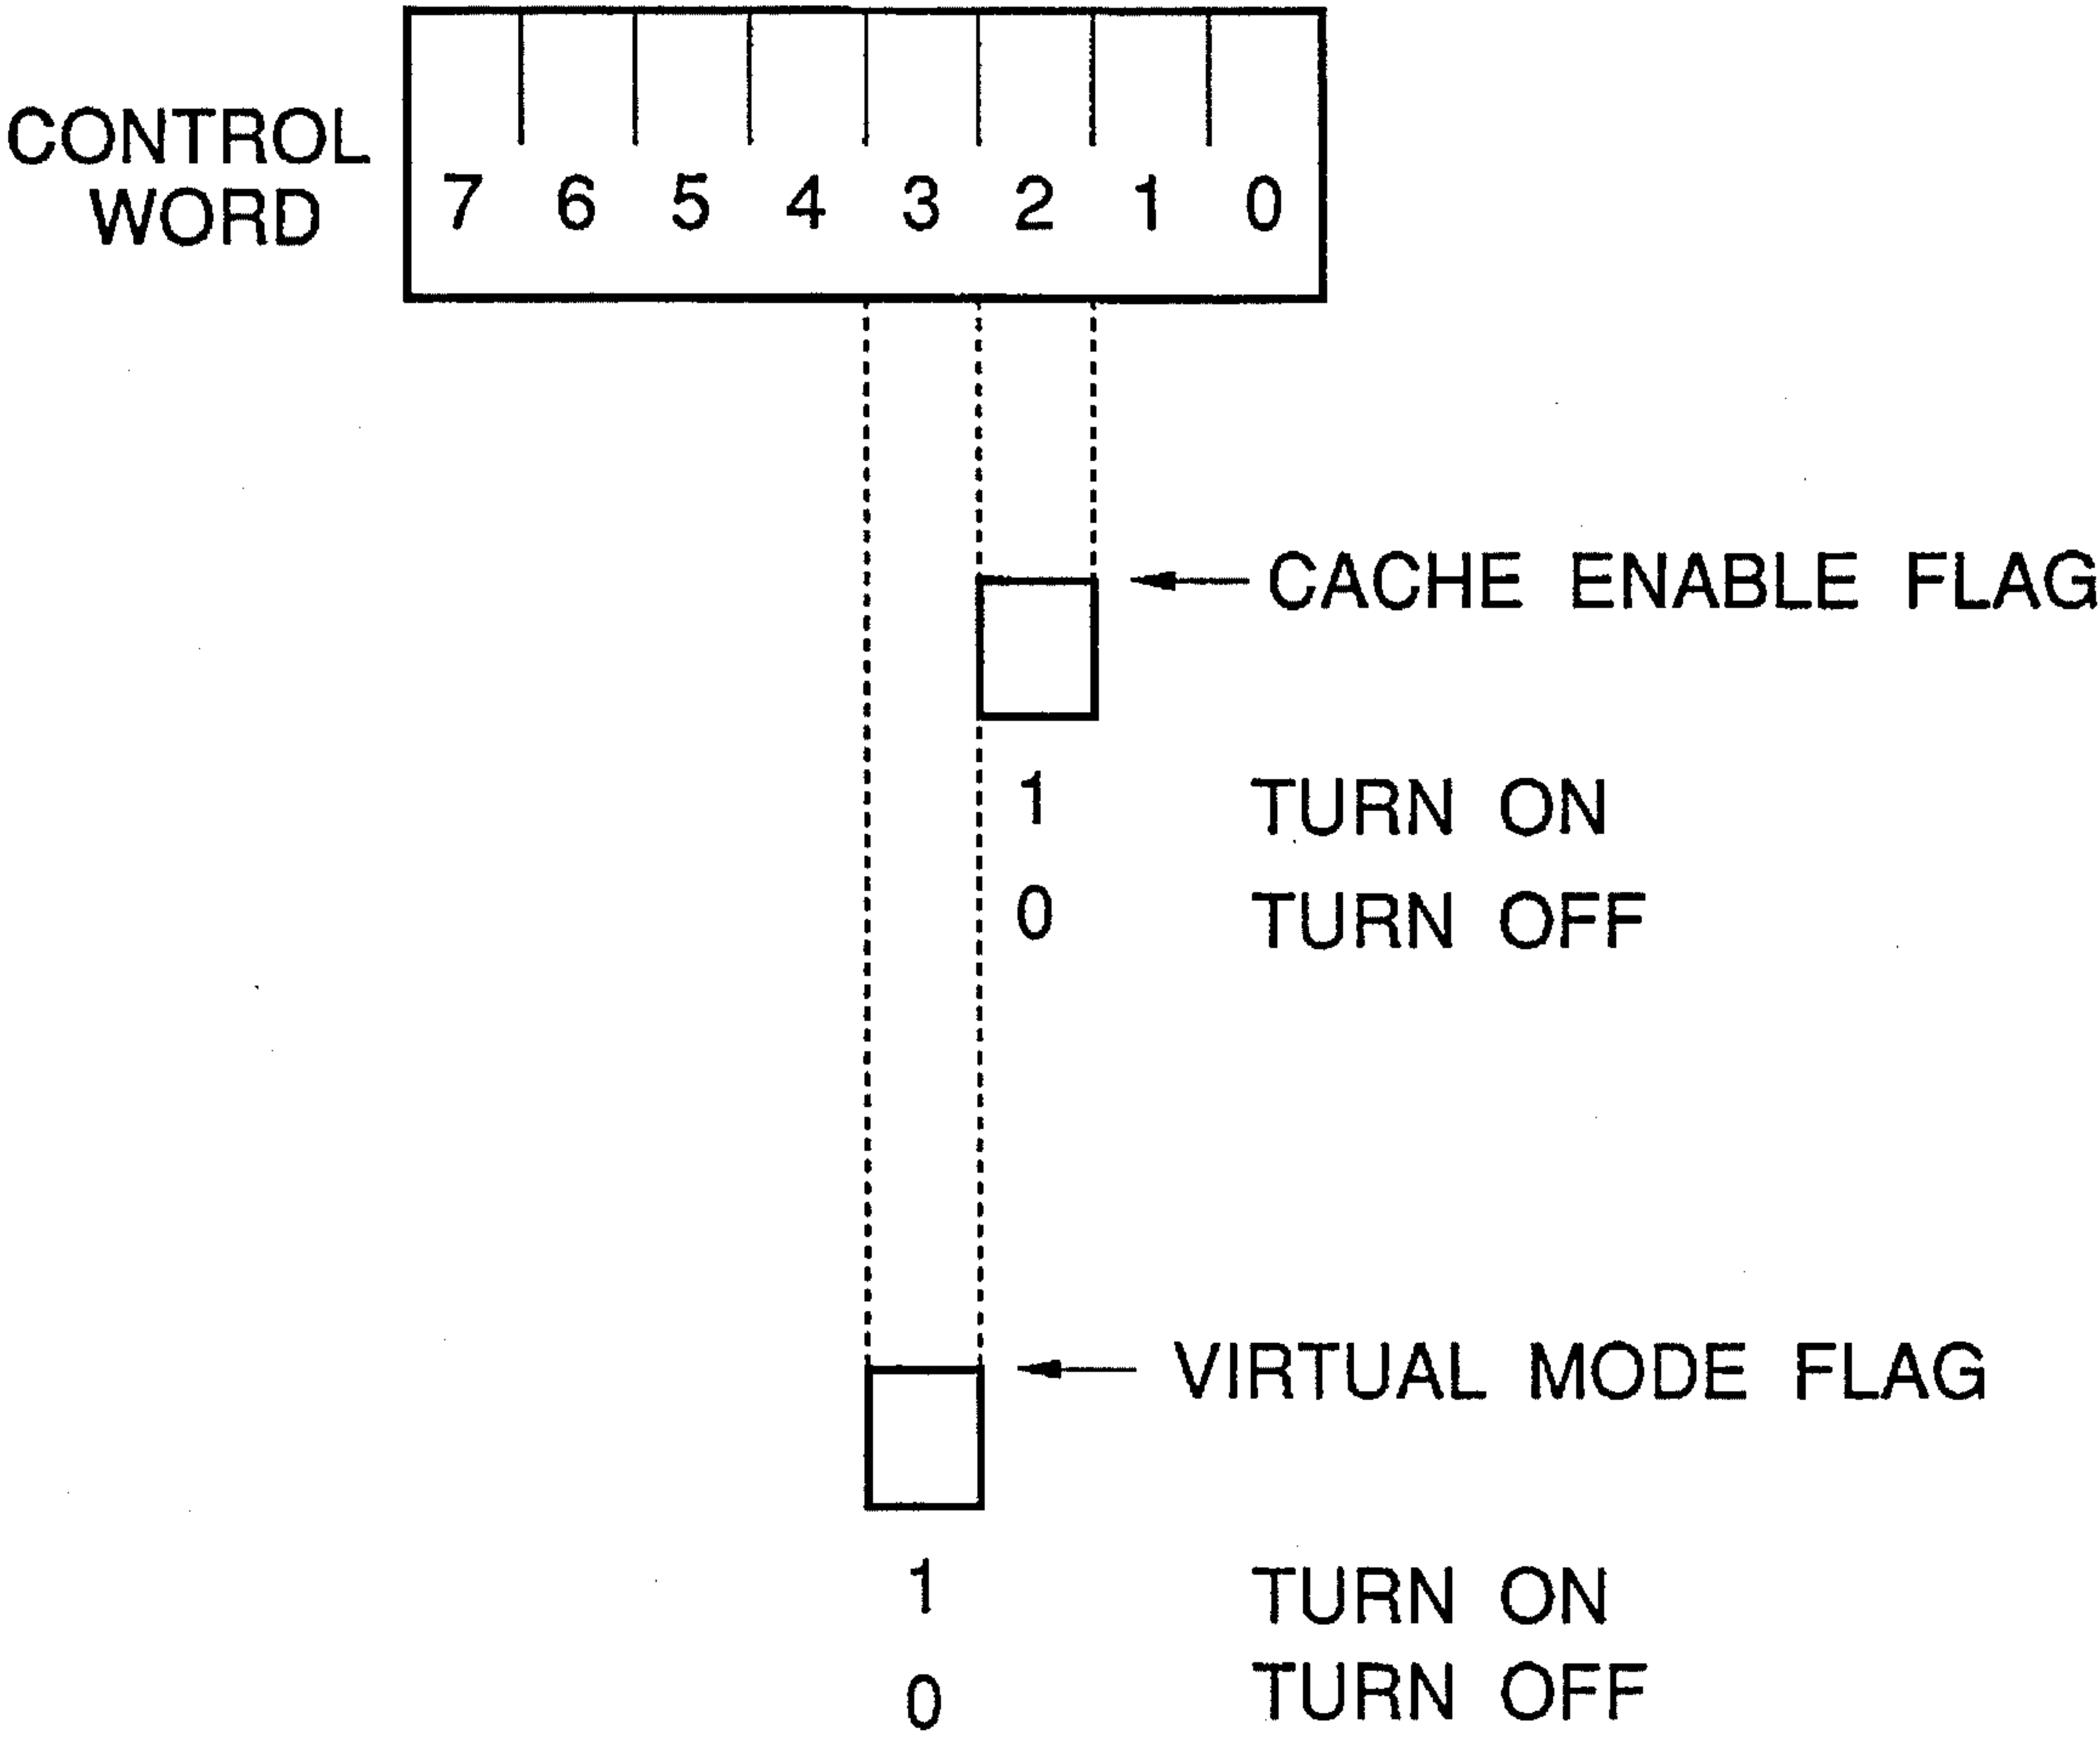 CONTROL
WORD
7 6 5 4 3 2 1 0
CACHE ENABLE FLAG
1 TURN ON
0 TURN OFF
VIRTUAL MODE FLAG
1 TURN ON
0 TURN OFF